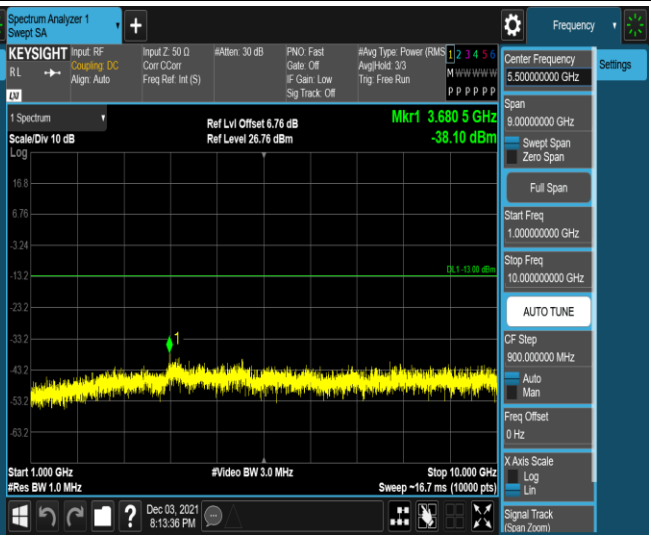 Spectrum Analyzer 1
Swept SA
Frequency
KEYSIGHT
RL
Input: RF
Coupling: DC
Align: Auto
Input Z: 50 Ω
Corr CCorr
Freq Ref: Int (S)
#Atten: 30 dB
PNO: Fast
Gate: Off
IF Gain: Low
Sig Track: Off
#Avg Type: Power (RMS
Avg|Hold: 3/3
Trig: Free Run
1 2 3 4 5 6
M W W W W W
P P P P P P
LXI
1 Spectrum
Scale/Div 10 dB
Ref Lvl Offset 6.76 dB
Ref Level 26.76 dBm
Mkr1 3.680 5 GHz
-38.10 dBm
Log
16.8
6.76
-3.24
-13.2
-23.2
-33.2
-43.2
-53.2
-63.2
DL1 -13.00 dBm
1
Start 1.000 GHz
#Res BW 1.0 MHz
#Video BW 3.0 MHz
Stop 10.000 GHz
Sweep ~16.7 ms (10000 pts)
Dec 03, 2021
8:13:36 PM
Center Frequency
5.500000000 GHz
Settings
Span
9.00000000 GHz
Swept Span
Zero Span
Full Span
Start Freq
1.000000000 GHz
Stop Freq
10.000000000 GHz
AUTO TUNE
CF Step
900.000000 MHz
Auto
Man
Freq Offset
0 Hz
X Axis Scale
Log
Lin
Signal Track
(Span Zoom)